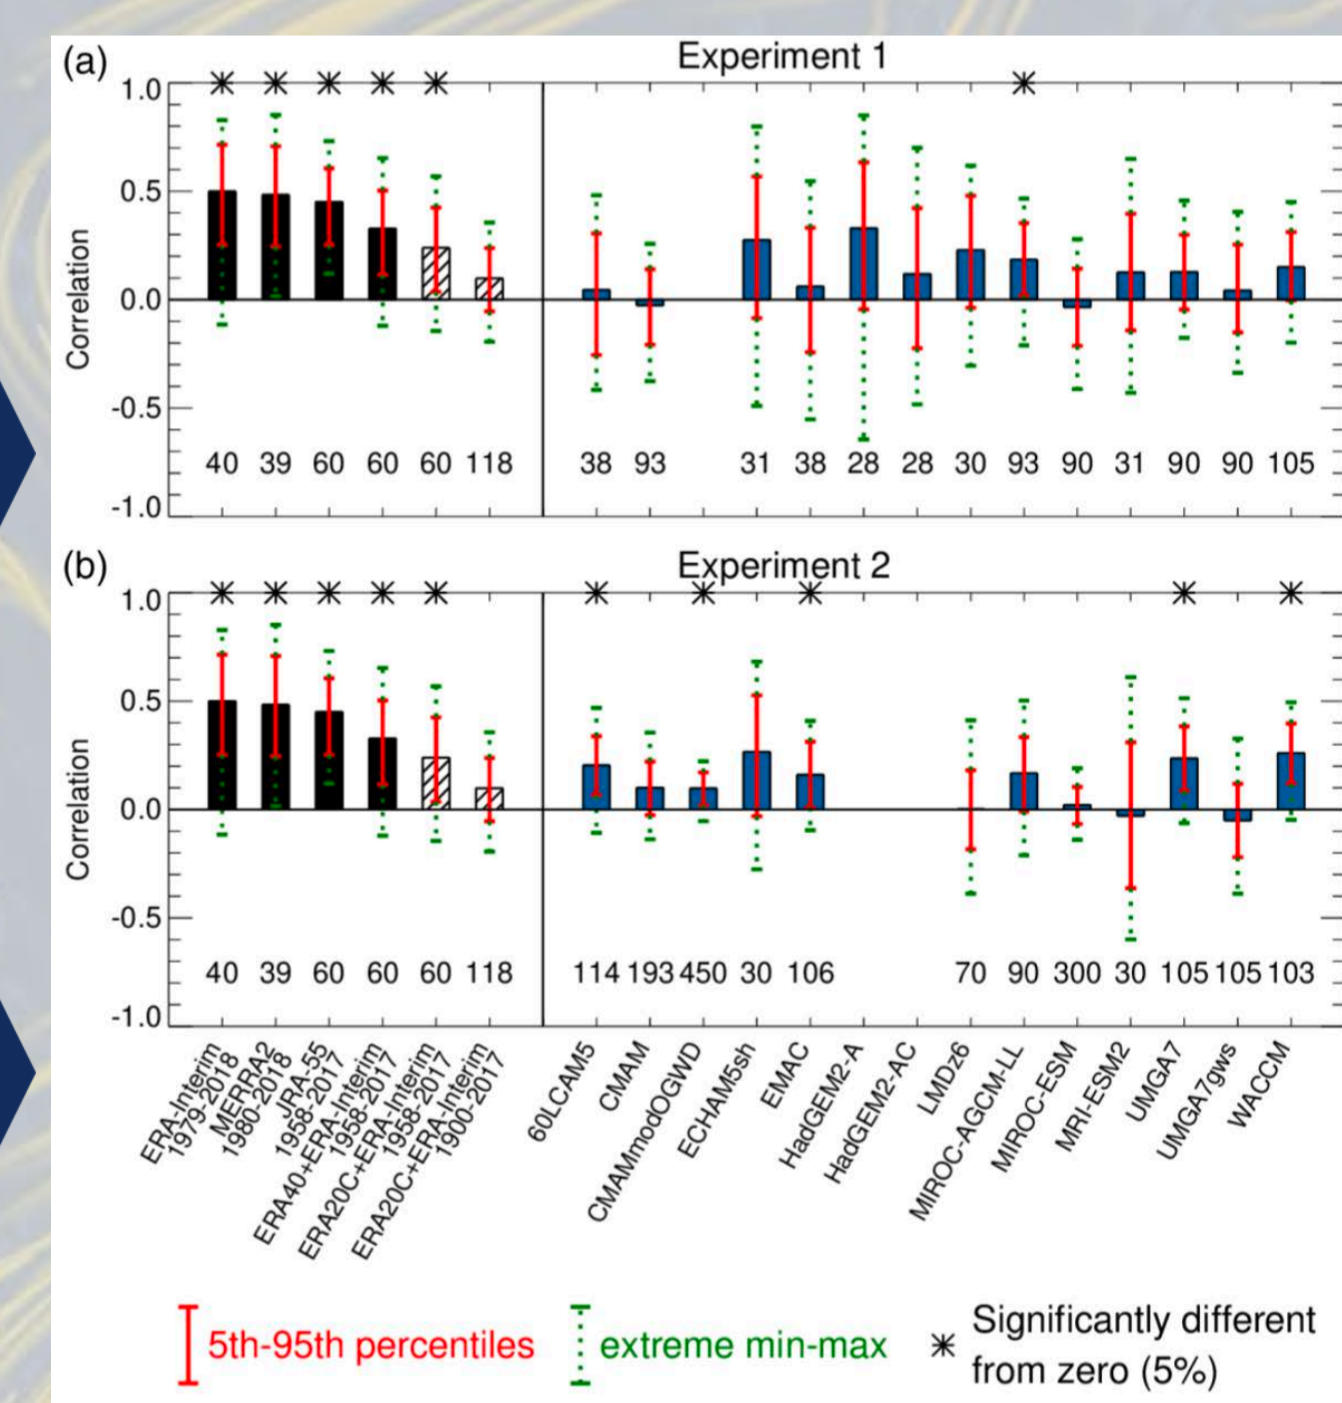 (a) Experiment 1
1.0
0.5
0.0
-0.5
-1.0
Correlation
40 39 60 60 60 118 38 93 31 38 28 28 30 93 90 31 90 90 105
(b) Experiment 2
1.0
0.5
0.0
-0.5
-1.0
Correlation
40 39 60 60 60 118 114 193 450 30 106 70 90 300 30 105 105 103
ERA-Interim
1979-2018
MERRA2
1980-2018
JRA-55
1958-2017
ERA40+ERA-Interim
1958-2017
ERA20C+ERA-Interim
1958-2017
ERA20C+ERA-Interim
1900-2017
60LCAM5
CMAM
CMAMmodOGWD
ECHAM5sh
EMAC
HadGEM2-A
HadGEM2-AC
LMDz6
MIROC-AGCM-LL
MIROC-ESM
MRI-ESM2
UMGA7
UMGA7gws
WACCM
5th-95th percentiles
extreme min-max
Significantly different
from zero (5%)